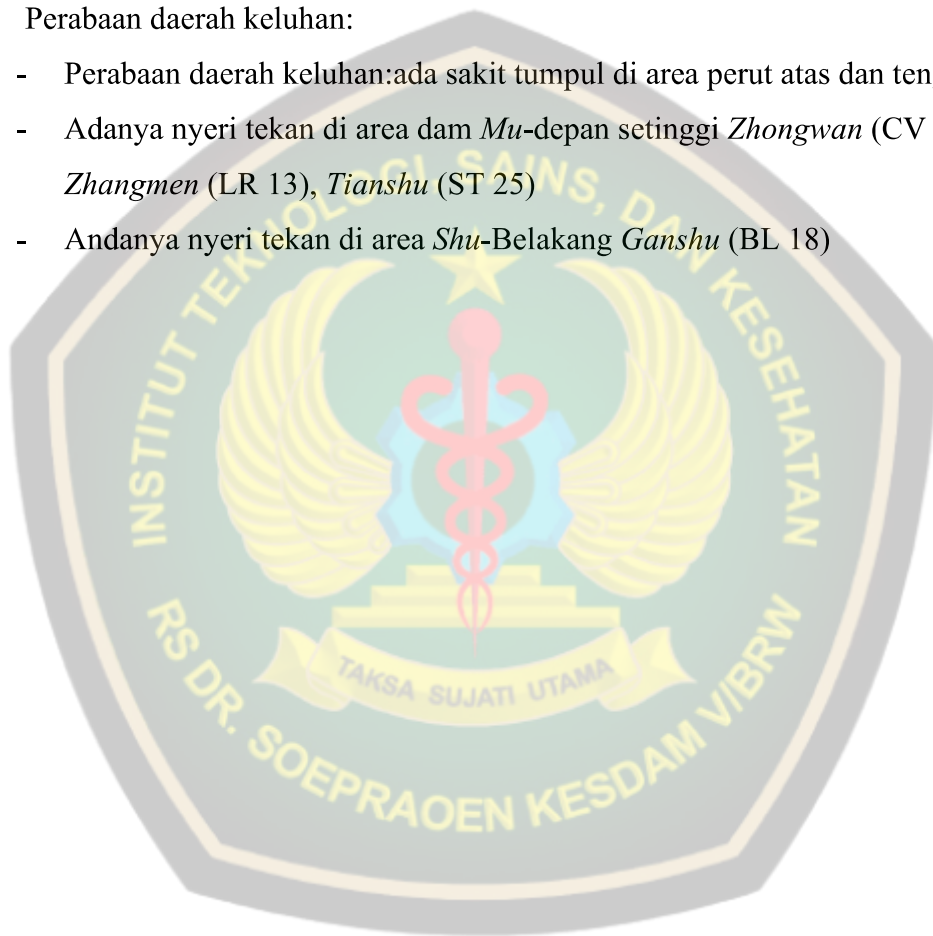 Perabaan daerah keluhan:
- Perabaan daerah keluhan:ada sakit tumpul di area perut atas dan ten
- Adanya nyeri tekan di area dam Mu-depan setinggi Zhongwan (CV
Zhangmen (LR 13), Tianshu (ST 25)
- Andanya nyeri tekan di area Shu-Belakang Ganshu (BL 18)
INSTITUT TEKNOLOGI, SAINS, DAN KESEHATAN
TAKSA SUJATI UTAMA
RS DR. SOEPRAOEN KESDAM V/BRW